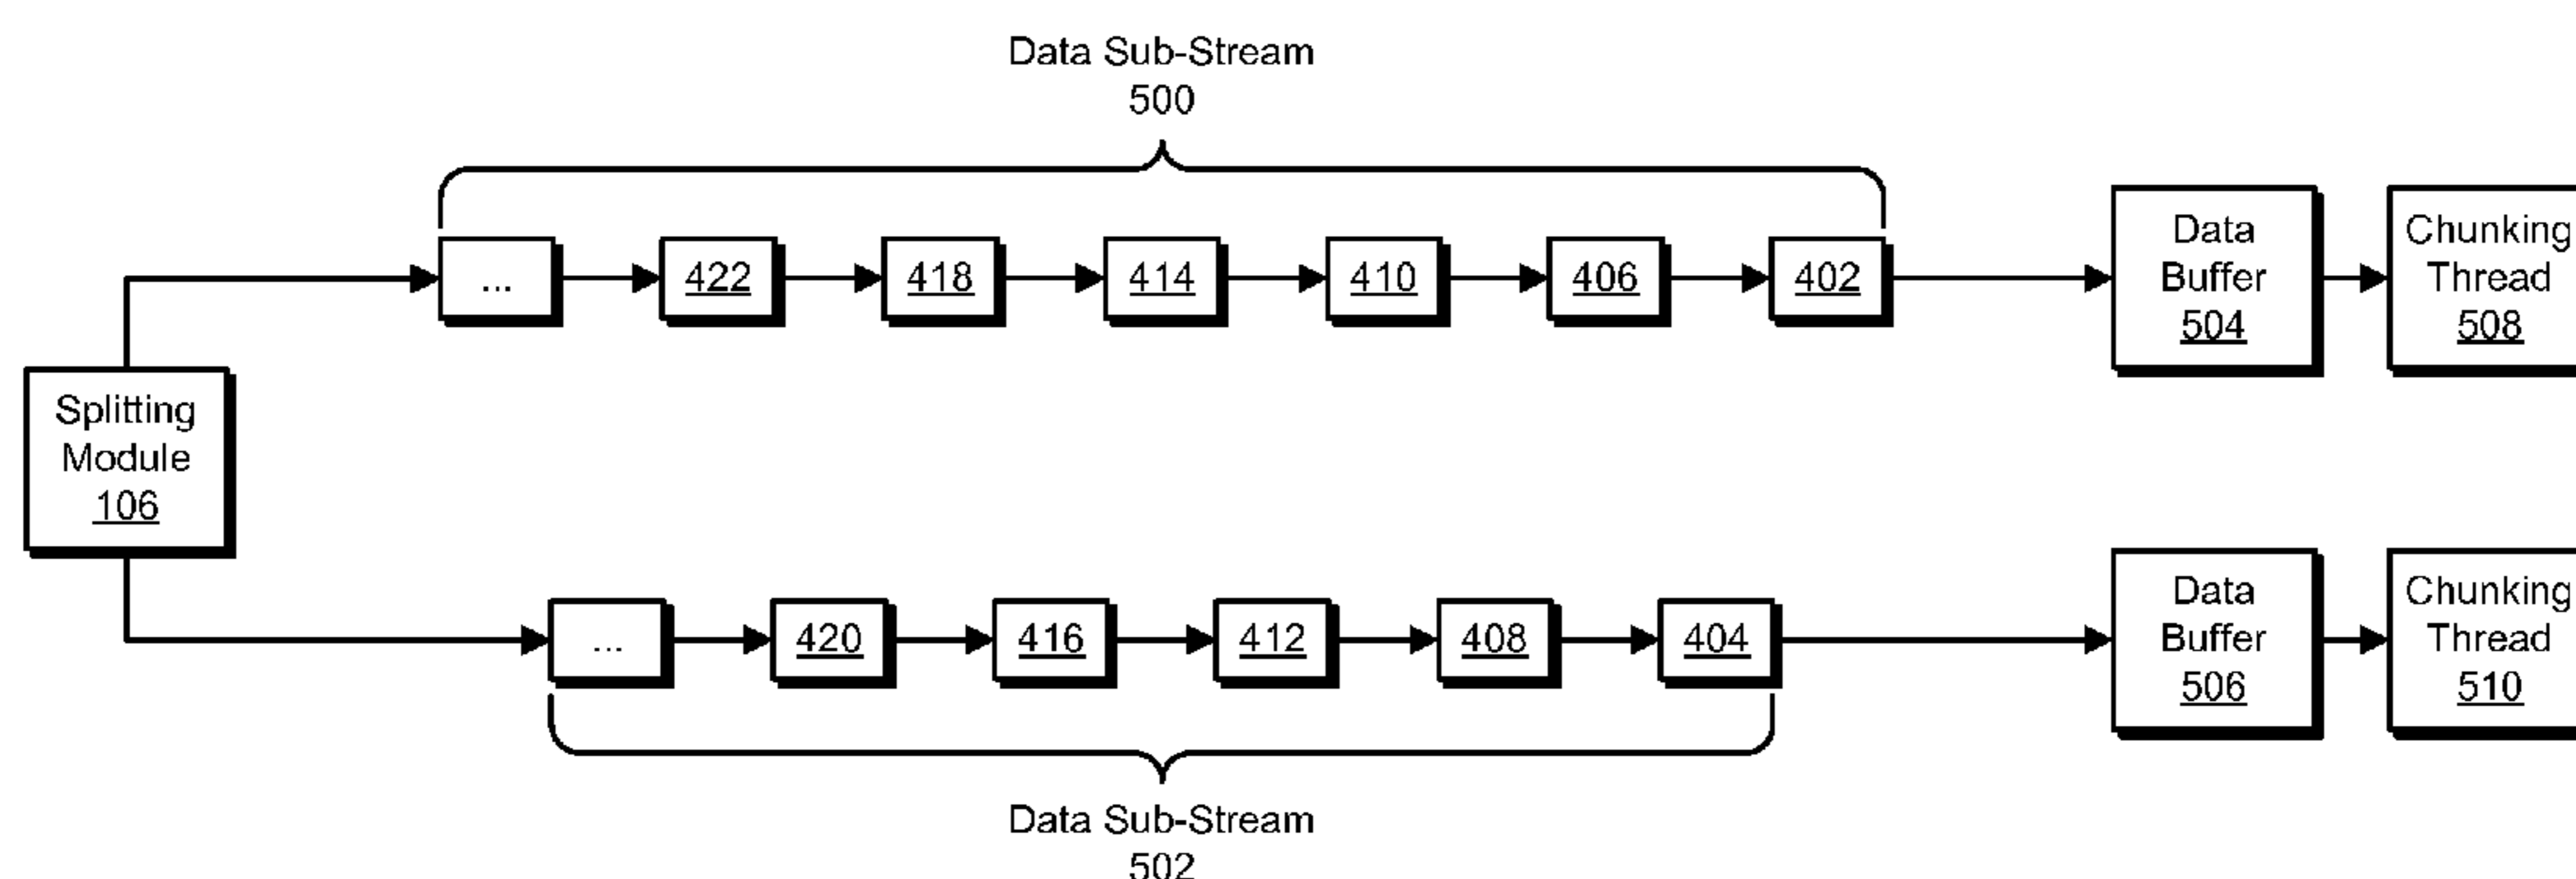 Data Sub-Stream
500
... 422 418 414 410 406 402
Data
Buffer
504
Chunking
Thread
508
Splitting
Module
106
... 420 416 412 408 404
Data
Buffer
506
Chunking
Thread
510
Data Sub-Stream
502